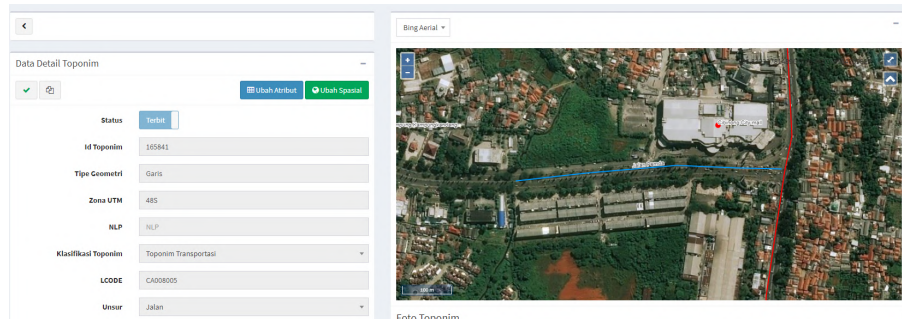 Bing Aerial
Data Detail Toponim
Ubah Atribut
Ubah Spasial
Status
Terbit
Id Toponim
165841
Tipe Geometri
Garis
Zona UTM
48S
NLP
NLP
Klasifikasi Toponim
Toponim Transportasi
LCODE
CA008005
Unsur
Jalan
100 m
Foto Toponim